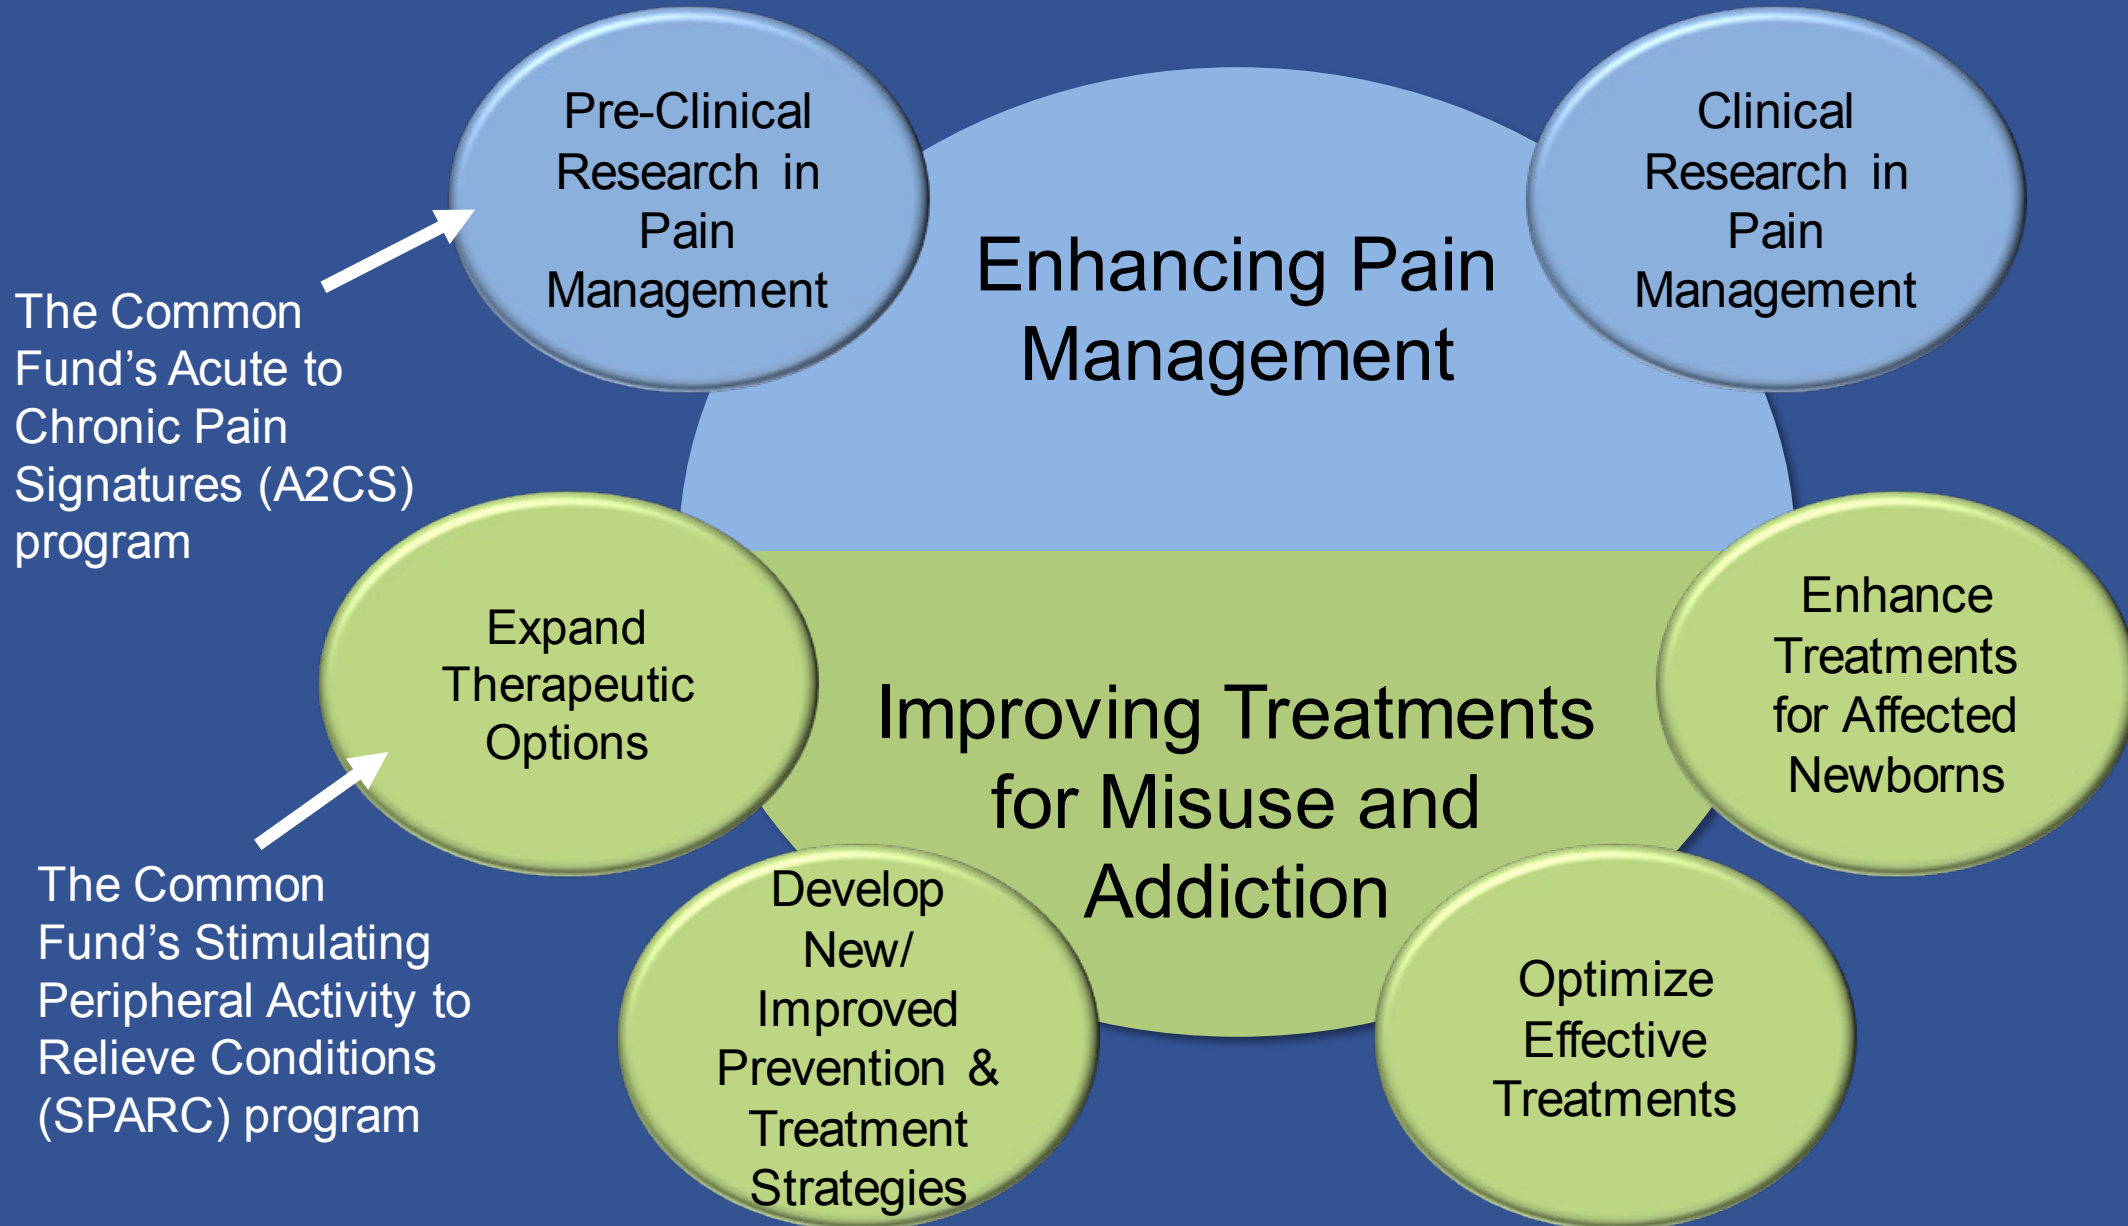 Pre-Clinical
Research in
Pain
Management
Clinical
Research in
Pain
Management
Enhancing Pain
Management
The Common
Fund’s Acute to
Chronic Pain
Signatures (A2CS)
program
Expand
Therapeutic
Options
Enhance
Treatments
for Affected
Newborns
Improving Treatments
for Misuse and
Addiction
The Common
Fund’s Stimulating
Peripheral Activity to
Relieve Conditions
(SPARC) program
Develop
New/
Improved
Prevention &
Treatment
Strategies
Optimize
Effective
Treatments